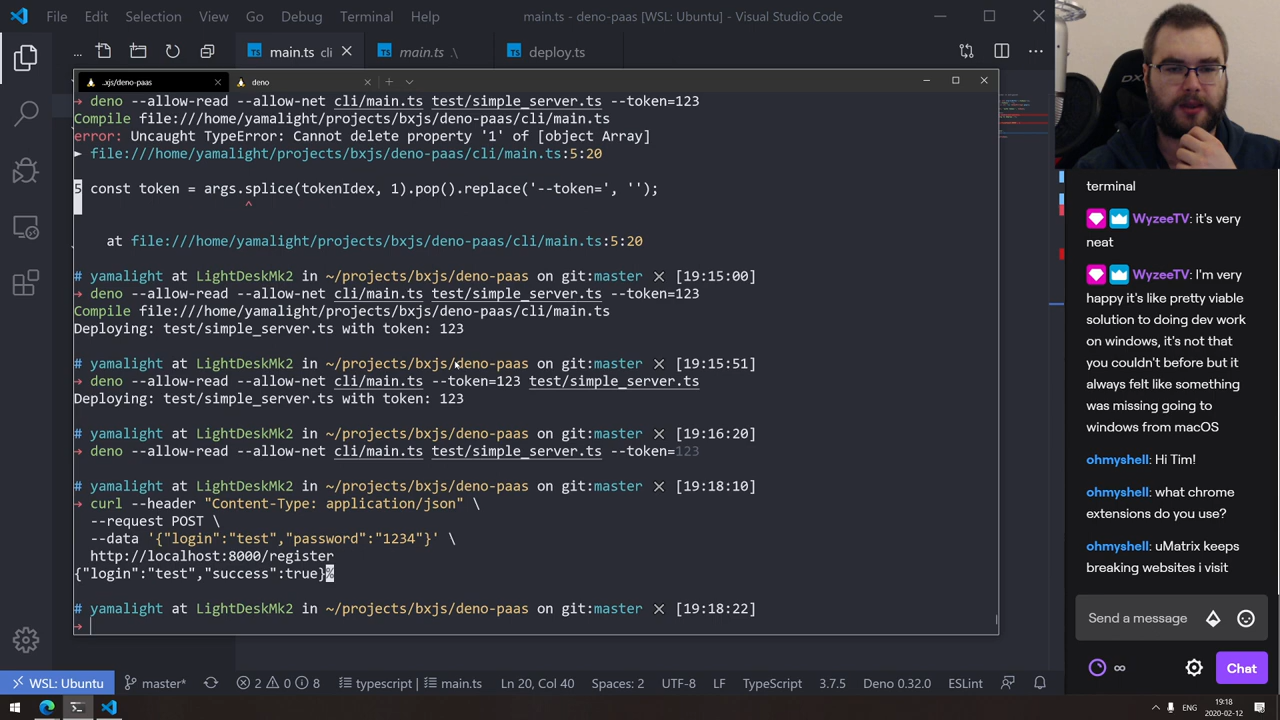 File Edit Selection View Go Debug Terminal Help main.ts - deno-paas [WSL: Ubuntu] - Visual Studio Code
... main.ts cli main.ts .\ deploy.ts ...
..xjs/deno-paas deno
→ deno --allow-read --allow-net cli/main.ts test/simple_server.ts --token=123
Compile file:///home/yamalight/projects/bxjs/deno-paas/cli/main.ts
error: Uncaught TypeError: Cannot delete property '1' of [object Array]
► file:///home/yamalight/projects/bxjs/deno-paas/cli/main.ts:5:20
5 const token = args.splice(tokenIdex, 1).pop().replace('--token=', '');
^
at file:///home/yamalight/projects/bxjs/deno-paas/cli/main.ts:5:20
# yamalight at LightDeskMk2 in ~/projects/bxjs/deno-paas on git:master ✕ [19:15:00]
→ deno --allow-read --allow-net cli/main.ts test/simple_server.ts --token=123
Compile file:///home/yamalight/projects/bxjs/deno-paas/cli/main.ts
Deploying: test/simple_server.ts with token: 123
# yamalight at LightDeskMk2 in ~/projects/bxjs/deno-paas on git:master ✕ [19:15:51]
→ deno --allow-read --allow-net cli/main.ts --token=123 test/simple_server.ts
Deploying: test/simple_server.ts with token: 123
# yamalight at LightDeskMk2 in ~/projects/bxjs/deno-paas on git:master ✕ [19:16:20]
→ deno --allow-read --allow-net cli/main.ts test/simple_server.ts --token=123
# yamalight at LightDeskMk2 in ~/projects/bxjs/deno-paas on git:master ✕ [19:18:10]
→ curl --header "Content-Type: application/json" \
--request POST \
--data '{"login":"test","password":"1234"}' \
http://localhost:8000/register
{"login":"test","success":true}%
# yamalight at LightDeskMk2 in ~/projects/bxjs/deno-paas on git:master ✕ [19:18:22]
→
WSL: Ubuntu master* 2 0 8 typescript main.ts Ln 20, Col 40 Spaces: 2 UTF-8 LF TypeScript 3.7.5 Deno 0.32.0 ESLint
terminal
WyzeeTV: it's very
neat
WyzeeTV: I'm very
happy it's like pretty viable
solution to doing dev work
on windows, it's not that
you couldn't before but it
always felt like something
was missing going to
windows from macOS
ohmyshell: Hi Tim!
ohmyshell: what chrome
extensions do you use?
ohmyshell: uMatrix keeps
breaking websites i visit
Send a message
∞ Chat
ENG 19:18
2020-02-12